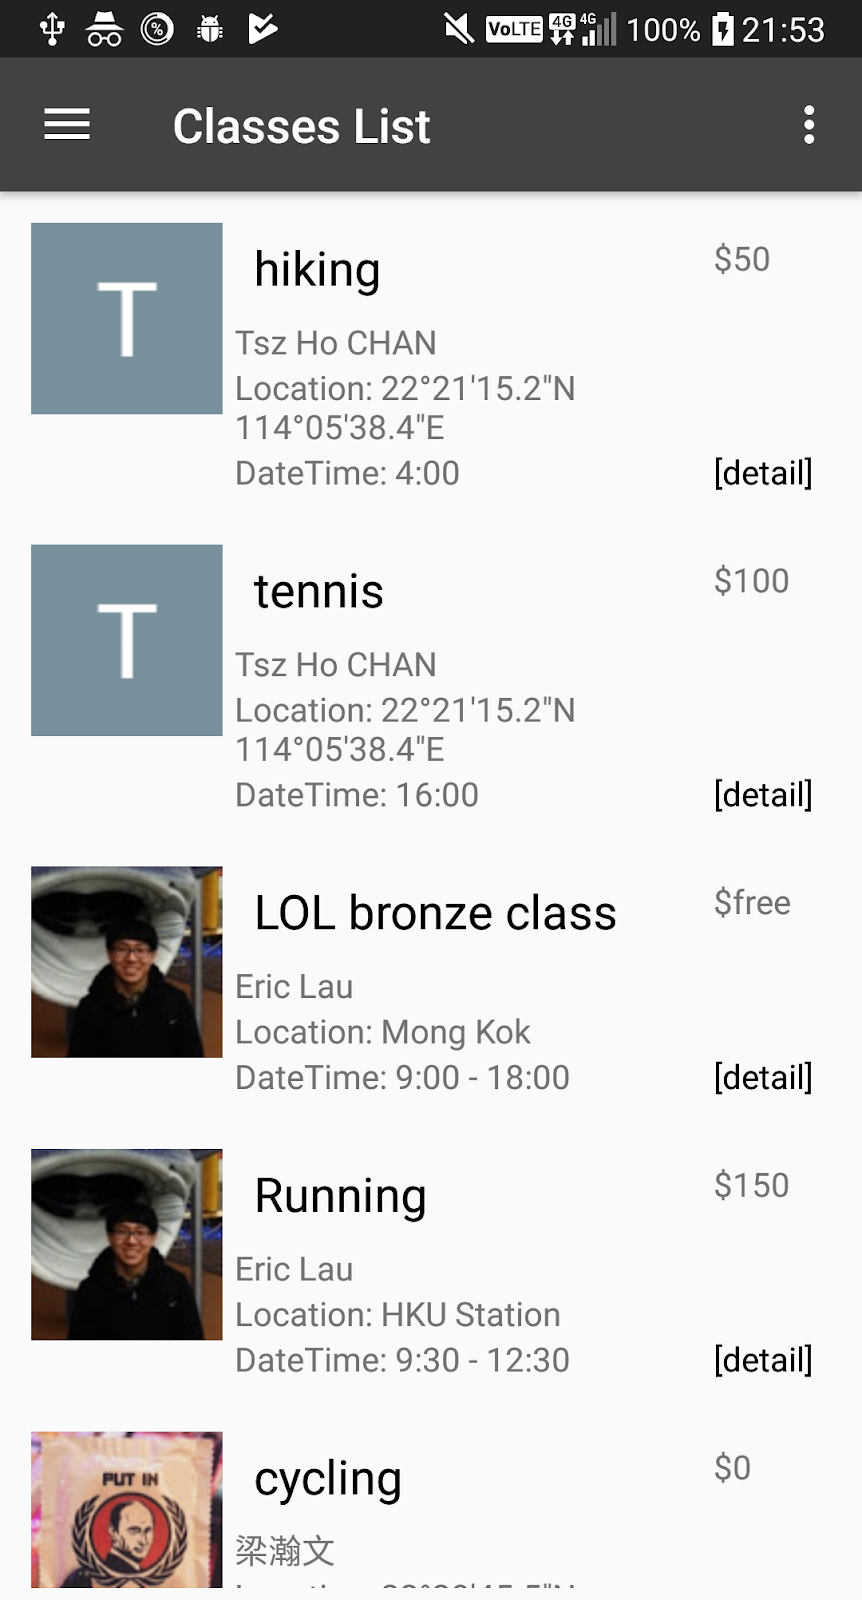 VoLTE 4G 4G 100% 21:53
Classes List
T
hiking
$50
Tsz Ho CHAN
Location: 22°21'15.2"N
114°05'38.4"E
DateTime: 4:00
[detail]
T
tennis
$100
Tsz Ho CHAN
Location: 22°21'15.2"N
114°05'38.4"E
DateTime: 16:00
[detail]
LOL bronze class
$free
Eric Lau
Location: Mong Kok
DateTime: 9:00 - 18:00
[detail]
Running
$150
Eric Lau
Location: HKU Station
DateTime: 9:30 - 12:30
[detail]
PUT IN
cycling
$0
梁瀚文